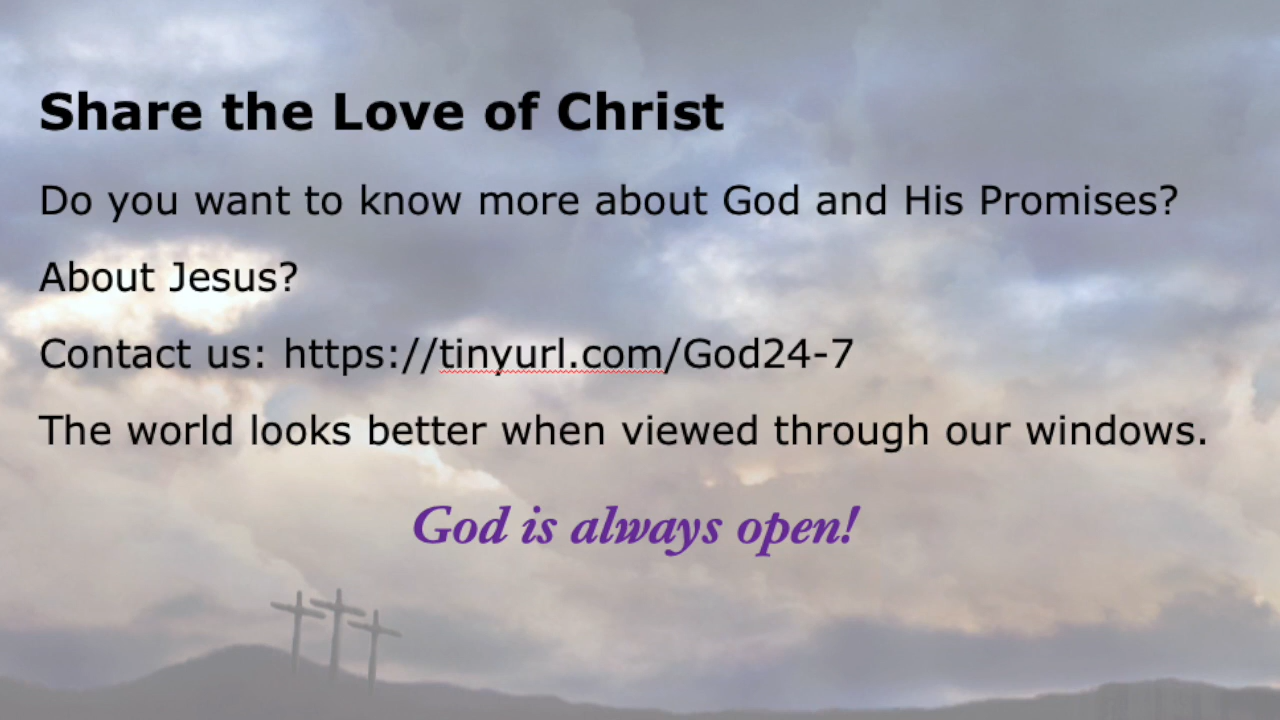 Share the Love of Christ
Do you want to know more about God and His Promises?
About Jesus?
Contact us: https://tinyurl.com/God24-7
The world looks better when viewed through our windows.
God is always open!